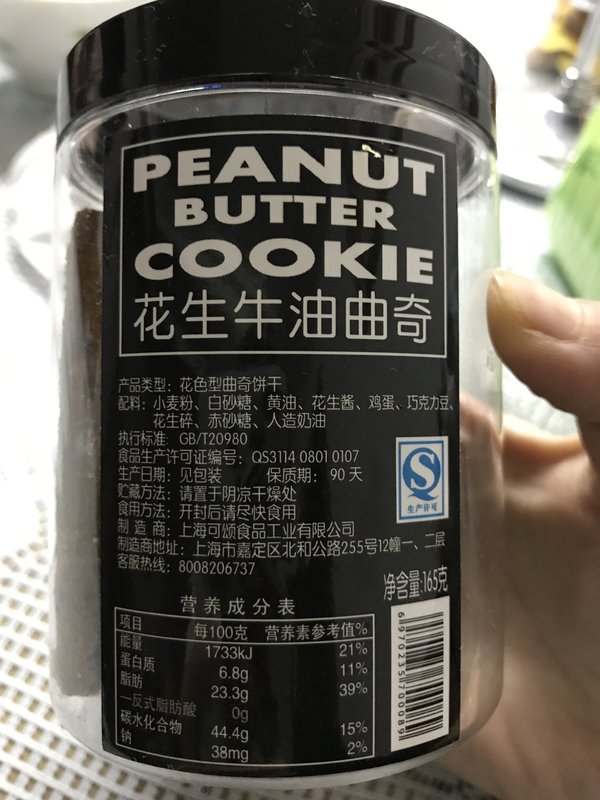 PEANUT
BUTTER
COOKIE
花生牛油曲奇
产品类型：花色型曲奇饼干
配料：小麦粉、白砂糖、黄油、花生酱、鸡蛋、巧克力豆、
花生碎、赤砂糖、人造奶油
执行标准：GB/T20980
食品生产许可证编号：QS3114 0801 0107
生产日期：见包装 保质期：90天
贮藏方法：请置于阴凉干燥处
食用方法：开封后请尽快食用
制 造 商：上海可颂食品工业有限公司
制造商地址：上海市嘉定区北和公路255号12幢一、二层
客服热线：8008206737
生产许可
净含量:165克
营 养 成 分 表
项目 每100克 营养素参考值%
能量 1733kJ 21%
蛋白质 6.8g 11%
脂肪 23.3g 39%
—反式脂肪酸 0g
碳水化合物 44.4g 15%
钠 38mg 2%
6970235700089